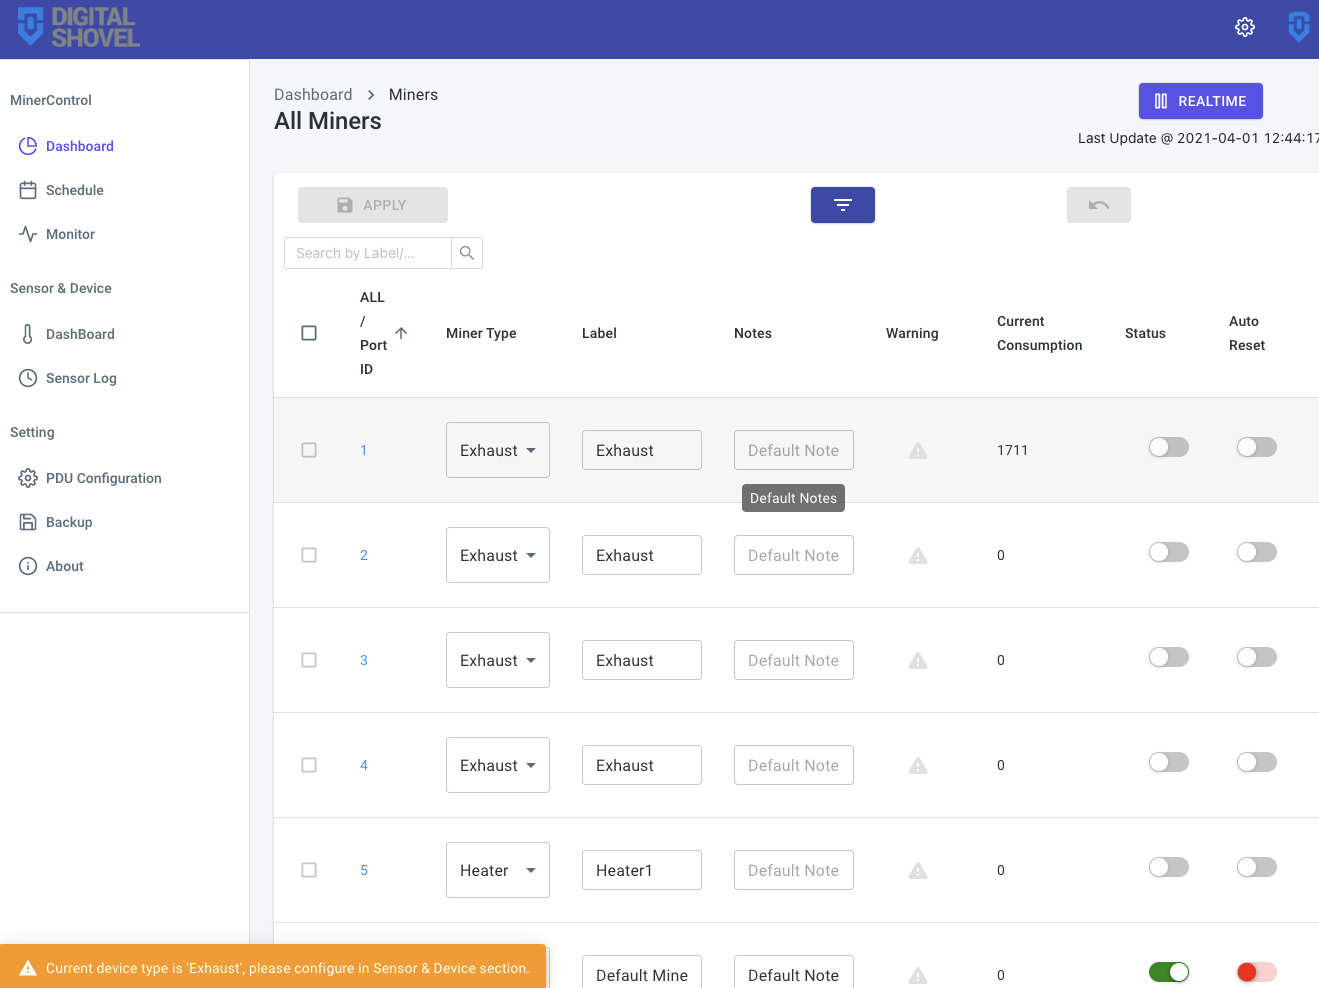 DIGITAL
SHOVEL
MinerControl
Dashboard
Schedule
Monitor
Sensor & Device
DashBoard
Sensor Log
Setting
PDU Configuration
Backup
About
Dashboard > Miners
All Miners
REALTIME
Last Update @ 2021-04-01 12:44:17
APPLY
Search by Label/...
ALL / Port ID
Miner Type
Label
Notes
Warning
Current Consumption
Status
Auto Reset
1 Exhaust Exhaust Default Note 1711
Default Notes
2 Exhaust Exhaust Default Note 0
3 Exhaust Exhaust Default Note 0
4 Exhaust Exhaust Default Note 0
5 Heater Heater1 Default Note 0
Default Mine Default Note 0
Current device type is 'Exhaust', please configure in Sensor & Device section.